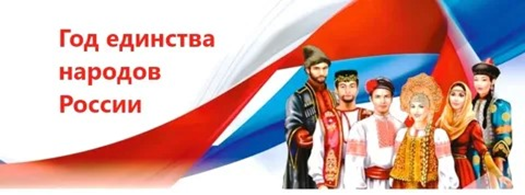 Год единства
народов
России